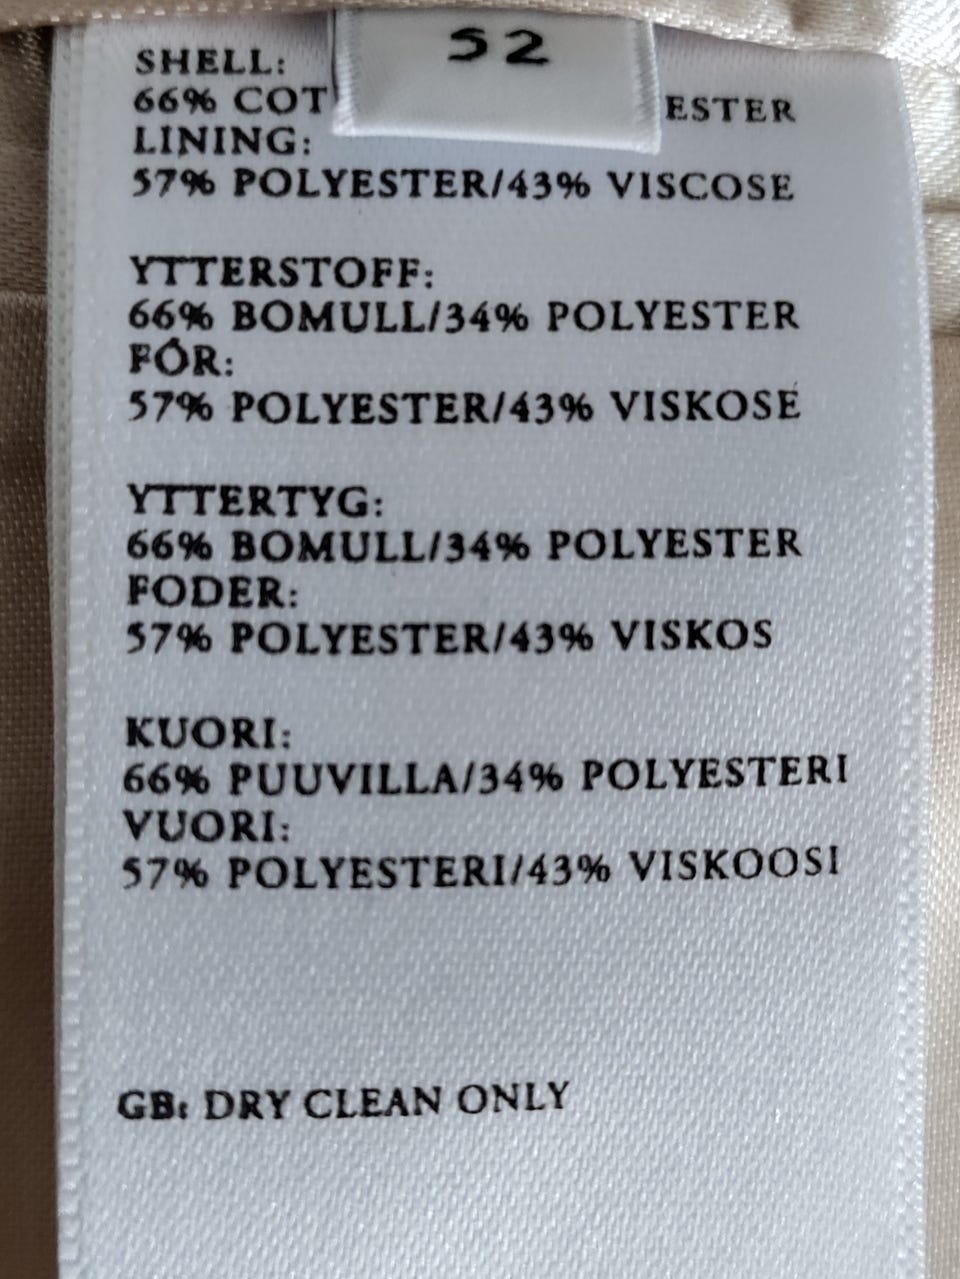 52
SHELL:
66% COT ESTER
LINING:
57% POLYESTER/43% VISCOSE
YTTERSTOFF:
66% BOMULL/34% POLYESTER
FÓR:
57% POLYESTER/43% VISKOSE
YTTERTYG:
66% BOMULL/34% POLYESTER
FODER:
57% POLYESTER/43% VISKOS
KUORI:
66% PUUVILLA/34% POLYESTERI
VUORI:
57% POLYESTERI/43% VISKOOSI
GB: DRY CLEAN ONLY